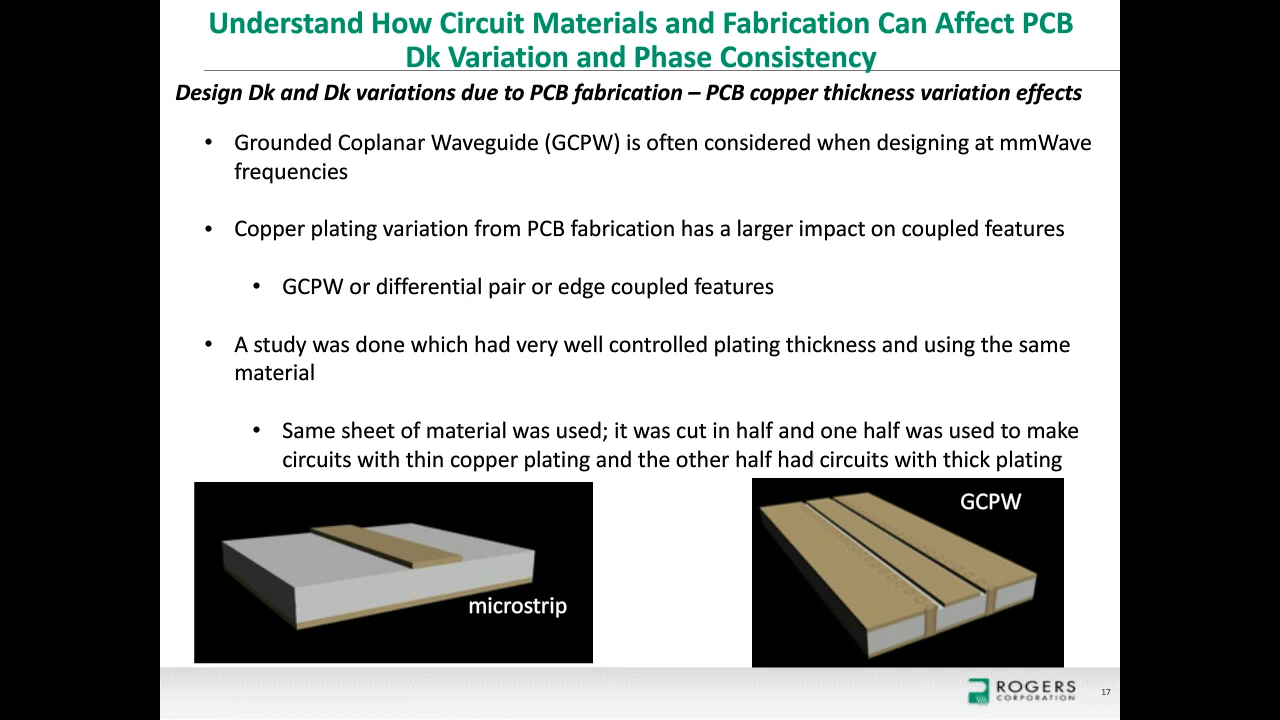 Understand How Circuit Materials and Fabrication Can Affect PCB
Dk Variation and Phase Consistency
Design Dk and Dk variations due to PCB fabrication – PCB copper thickness variation effects
• Grounded Coplanar Waveguide (GCPW) is often considered when designing at mmWave
frequencies
• Copper plating variation from PCB fabrication has a larger impact on coupled features
• GCPW or differential pair or edge coupled features
• A study was done which had very well controlled plating thickness and using the same
material
• Same sheet of material was used; it was cut in half and one half was used to make
circuits with thin copper plating and the other half had circuits with thick plating
microstrip
GCPW
ROGERS
CORPORATION
17